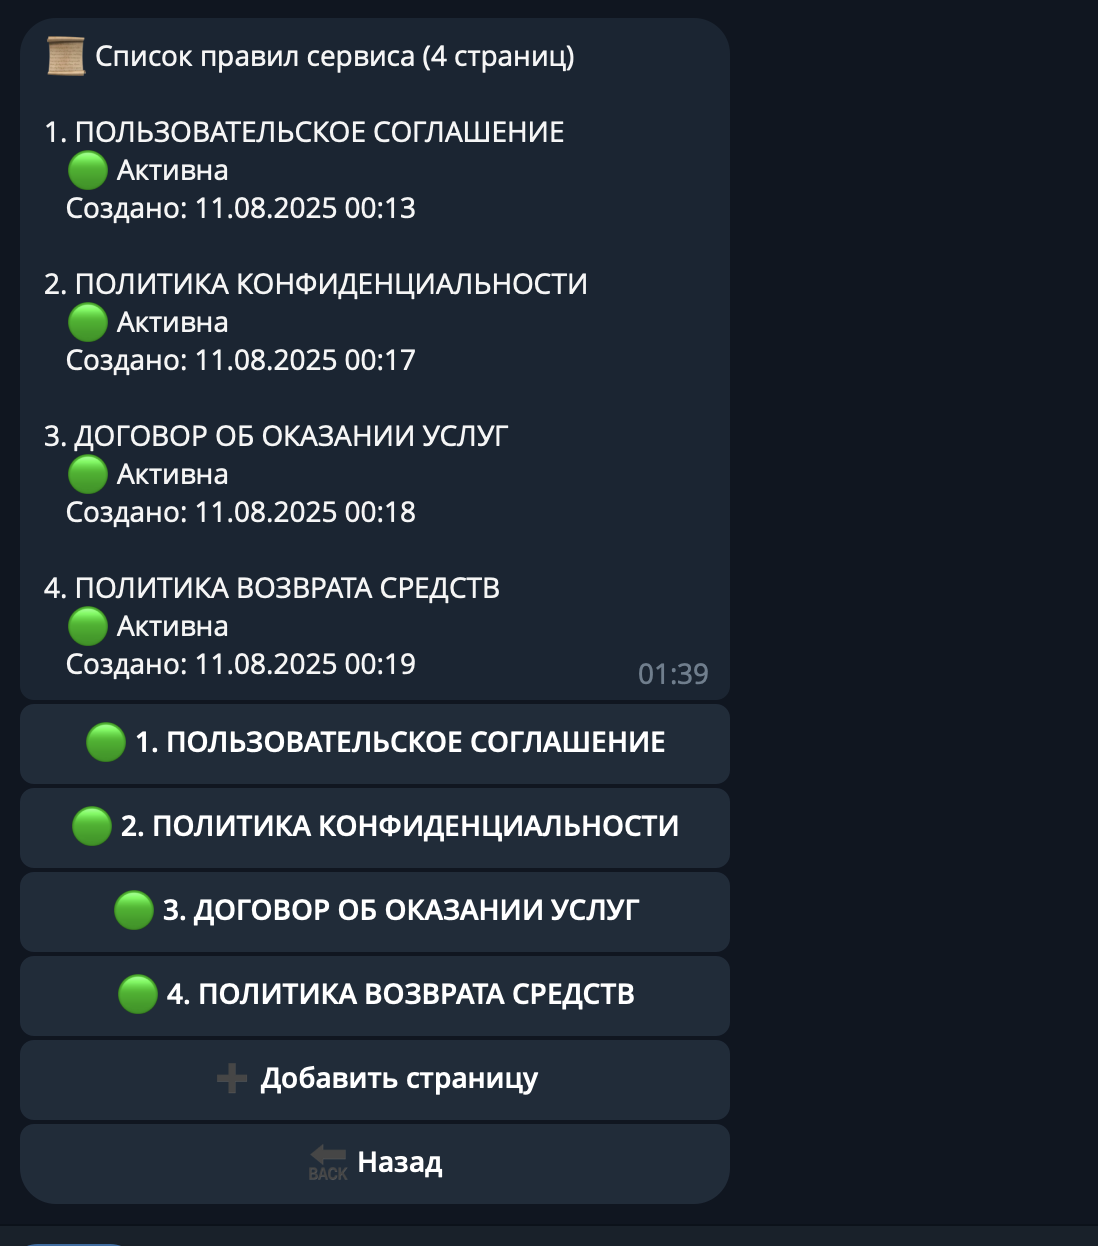 Список правил сервиса (4 страниц)
1. ПОЛЬЗОВАТЕЛЬСКОЕ СОГЛАШЕНИЕ
Активна
Создано: 11.08.2025 00:13
2. ПОЛИТИКА КОНФИДЕНЦИАЛЬНОСТИ
Активна
Создано: 11.08.2025 00:17
3. ДОГОВОР ОБ ОКАЗАНИИ УСЛУГ
Активна
Создано: 11.08.2025 00:18
4. ПОЛИТИКА ВОЗВРАТА СРЕДСТВ
Активна
Создано: 11.08.2025 00:19
01:39
1. ПОЛЬЗОВАТЕЛЬСКОЕ СОГЛАШЕНИЕ
2. ПОЛИТИКА КОНФИДЕНЦИАЛЬНОСТИ
3. ДОГОВОР ОБ ОКАЗАНИИ УСЛУГ
4. ПОЛИТИКА ВОЗВРАТА СРЕДСТВ
Добавить страницу
BACK Назад